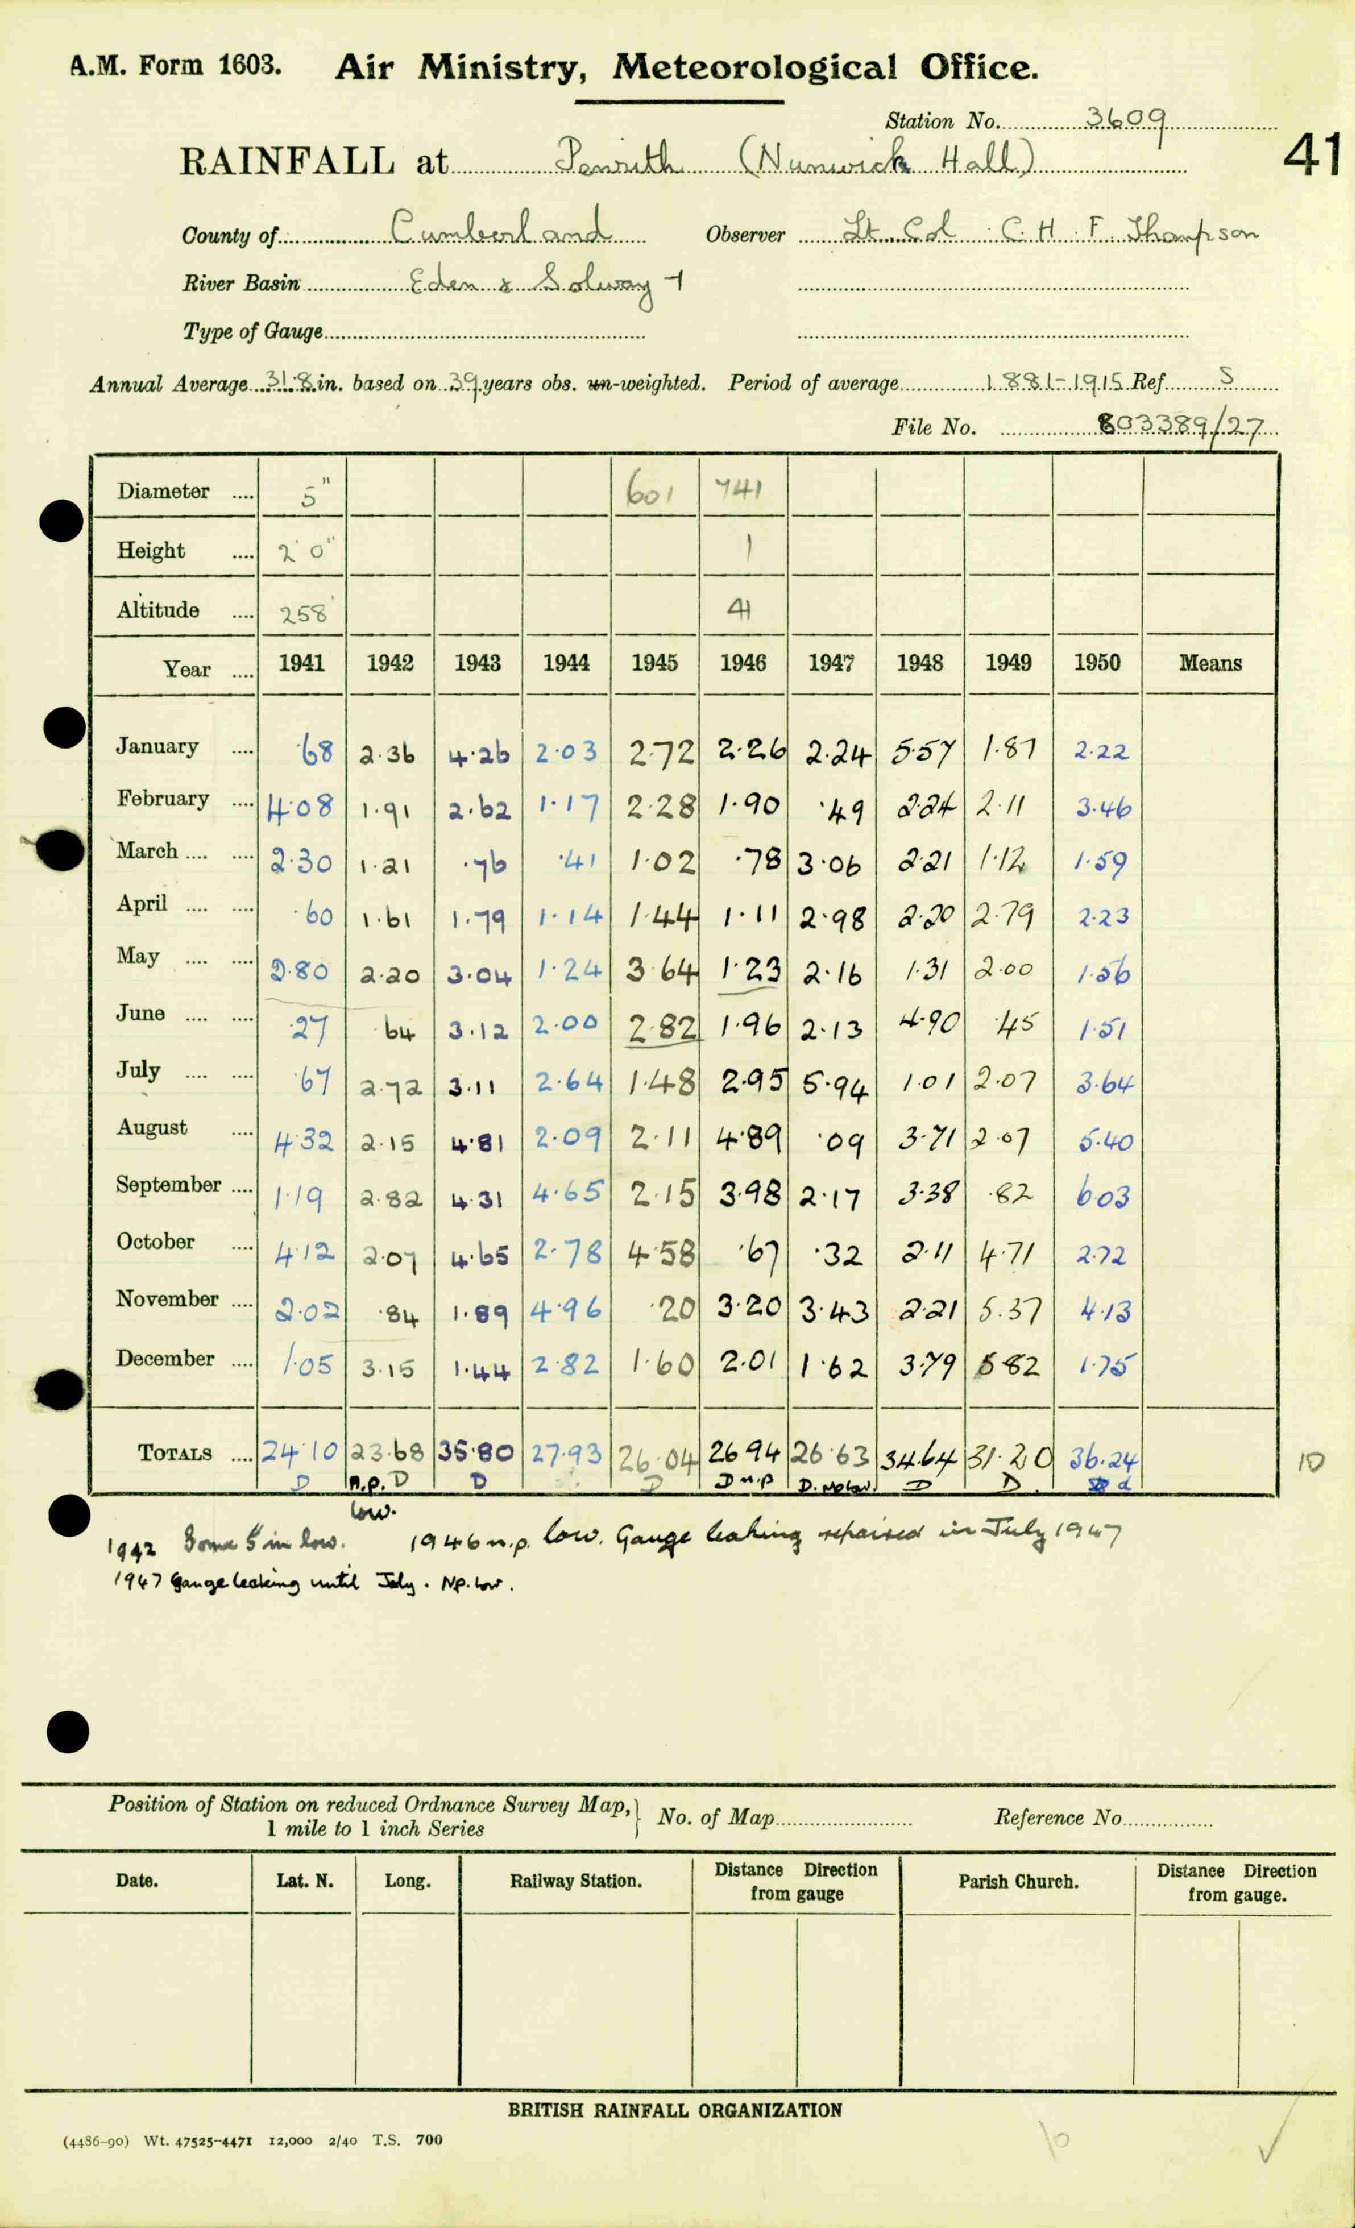 A.M. Form 1603. Air Ministry, Meteorological Office.
Station No. 3609
RAINFALL at Penrith (Nunwick Hall) 41
County of Cumberland Observer Lt. Col C. H. F. Thompson
River Basin Eden & Solway +
Type of Gauge
Annual Average 31.8 in. based on 39 years obs. un-weighted. Period of average 1881-1915 Ref. S
File No. 803389/27
Diameter .... 5" 601 741
Height .... 2' 0" 1
Altitude .... 258' 41
Year .... 1941 1942 1943 1944 1945 1946 1947 1948 1949 1950 Means
January .... ·68 2·36 4·26 2·03 2·72 2·26 2·24 5·57 1·87 2·22
February .... 4·08 1·91 2·62 1·17 2·28 1·90 ·49 2·24 2·11 3·46
March .... .... 2·30 1·21 ·76 ·41 1·02 ·78 3·06 2·21 1·12 1·59
April .... .... ·60 1·61 1·79 1·14 1·44 1·11 2·98 2·20 2·79 2·23
May .... .... 2·80 2·20 3·04 1·24 3·64 1·23 2·16 1·31 2·00 1·56
June .... .... ·27 ·64 3·12 2·00 2·82 1·96 2·13 4·90 ·45 1·51
July .... .... ·67 2·72 3·11 2·64 1·48 2·95 5·94 1·01 2·07 3·64
August .... 4·32 2·15 4·81 2·09 2·11 4·89 ·09 3·71 2·07 5·40
September .... 1·19 2·82 4·31 4·65 2·15 3·98 2·17 3·38 ·82 6·03
October .... 4·12 2·07 4·65 2·78 4·58 ·67 ·32 2·11 4·71 2·72
November .... 2·02 ·84 1·89 4·96 ·20 3·20 3·43 2·21 5·37 4·13
December .... 1·05 3·15 1·44 2·82 1·60 2·01 1·62 3·79 5·82 1·75
TOTALS .... 24·10 23·68 35·80 27·93 26·04 26·94 26·63 34·64 31·20 36·24 10
D n.p. D D D D n.p D. np low. D D. d
low.
1942 Some 5 in low. 1946 n.p. low. Gauge leaking repaired in July 1947
1947 Gauge leaking until July. Np. low.
Position of Station on reduced Ordnance Survey Map, } No. of Map Reference No
1 mile to 1 inch Series
Date. Lat. N. Long. Railway Station. Distance Direction from gauge Parish Church. Distance Direction from gauge.
BRITISH RAINFALL ORGANIZATION
(4486-90) Wt. 47525-4471 12,000 2/40 T.S. 700 10